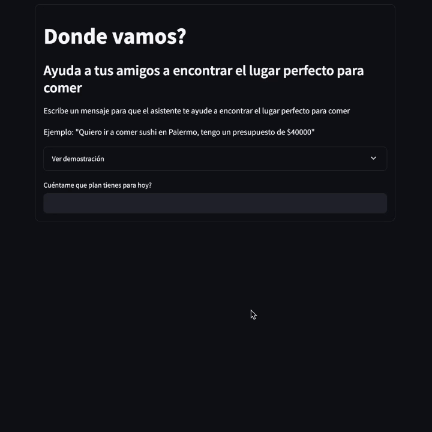 Donde vamos?
Ayuda a tus amigos a encontrar el lugar perfecto para
comer
Escribe un mensaje para que el asistente te ayude a encontrar el lugar perfecto para comer
Ejemplo: "Quiero ir a comer sushi en Palermo, tengo un presupuesto de $40000"
Ver demostración
Cuéntame que plan tienes para hoy?